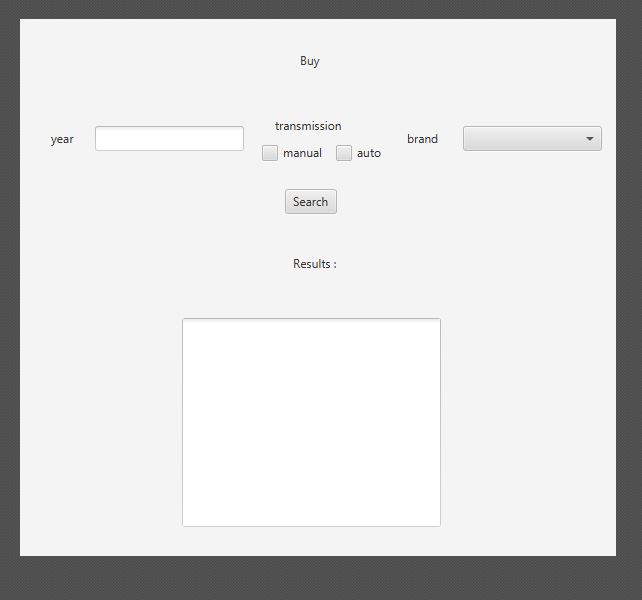 Buy
year
transmission
manual
auto
brand
Search
Results :